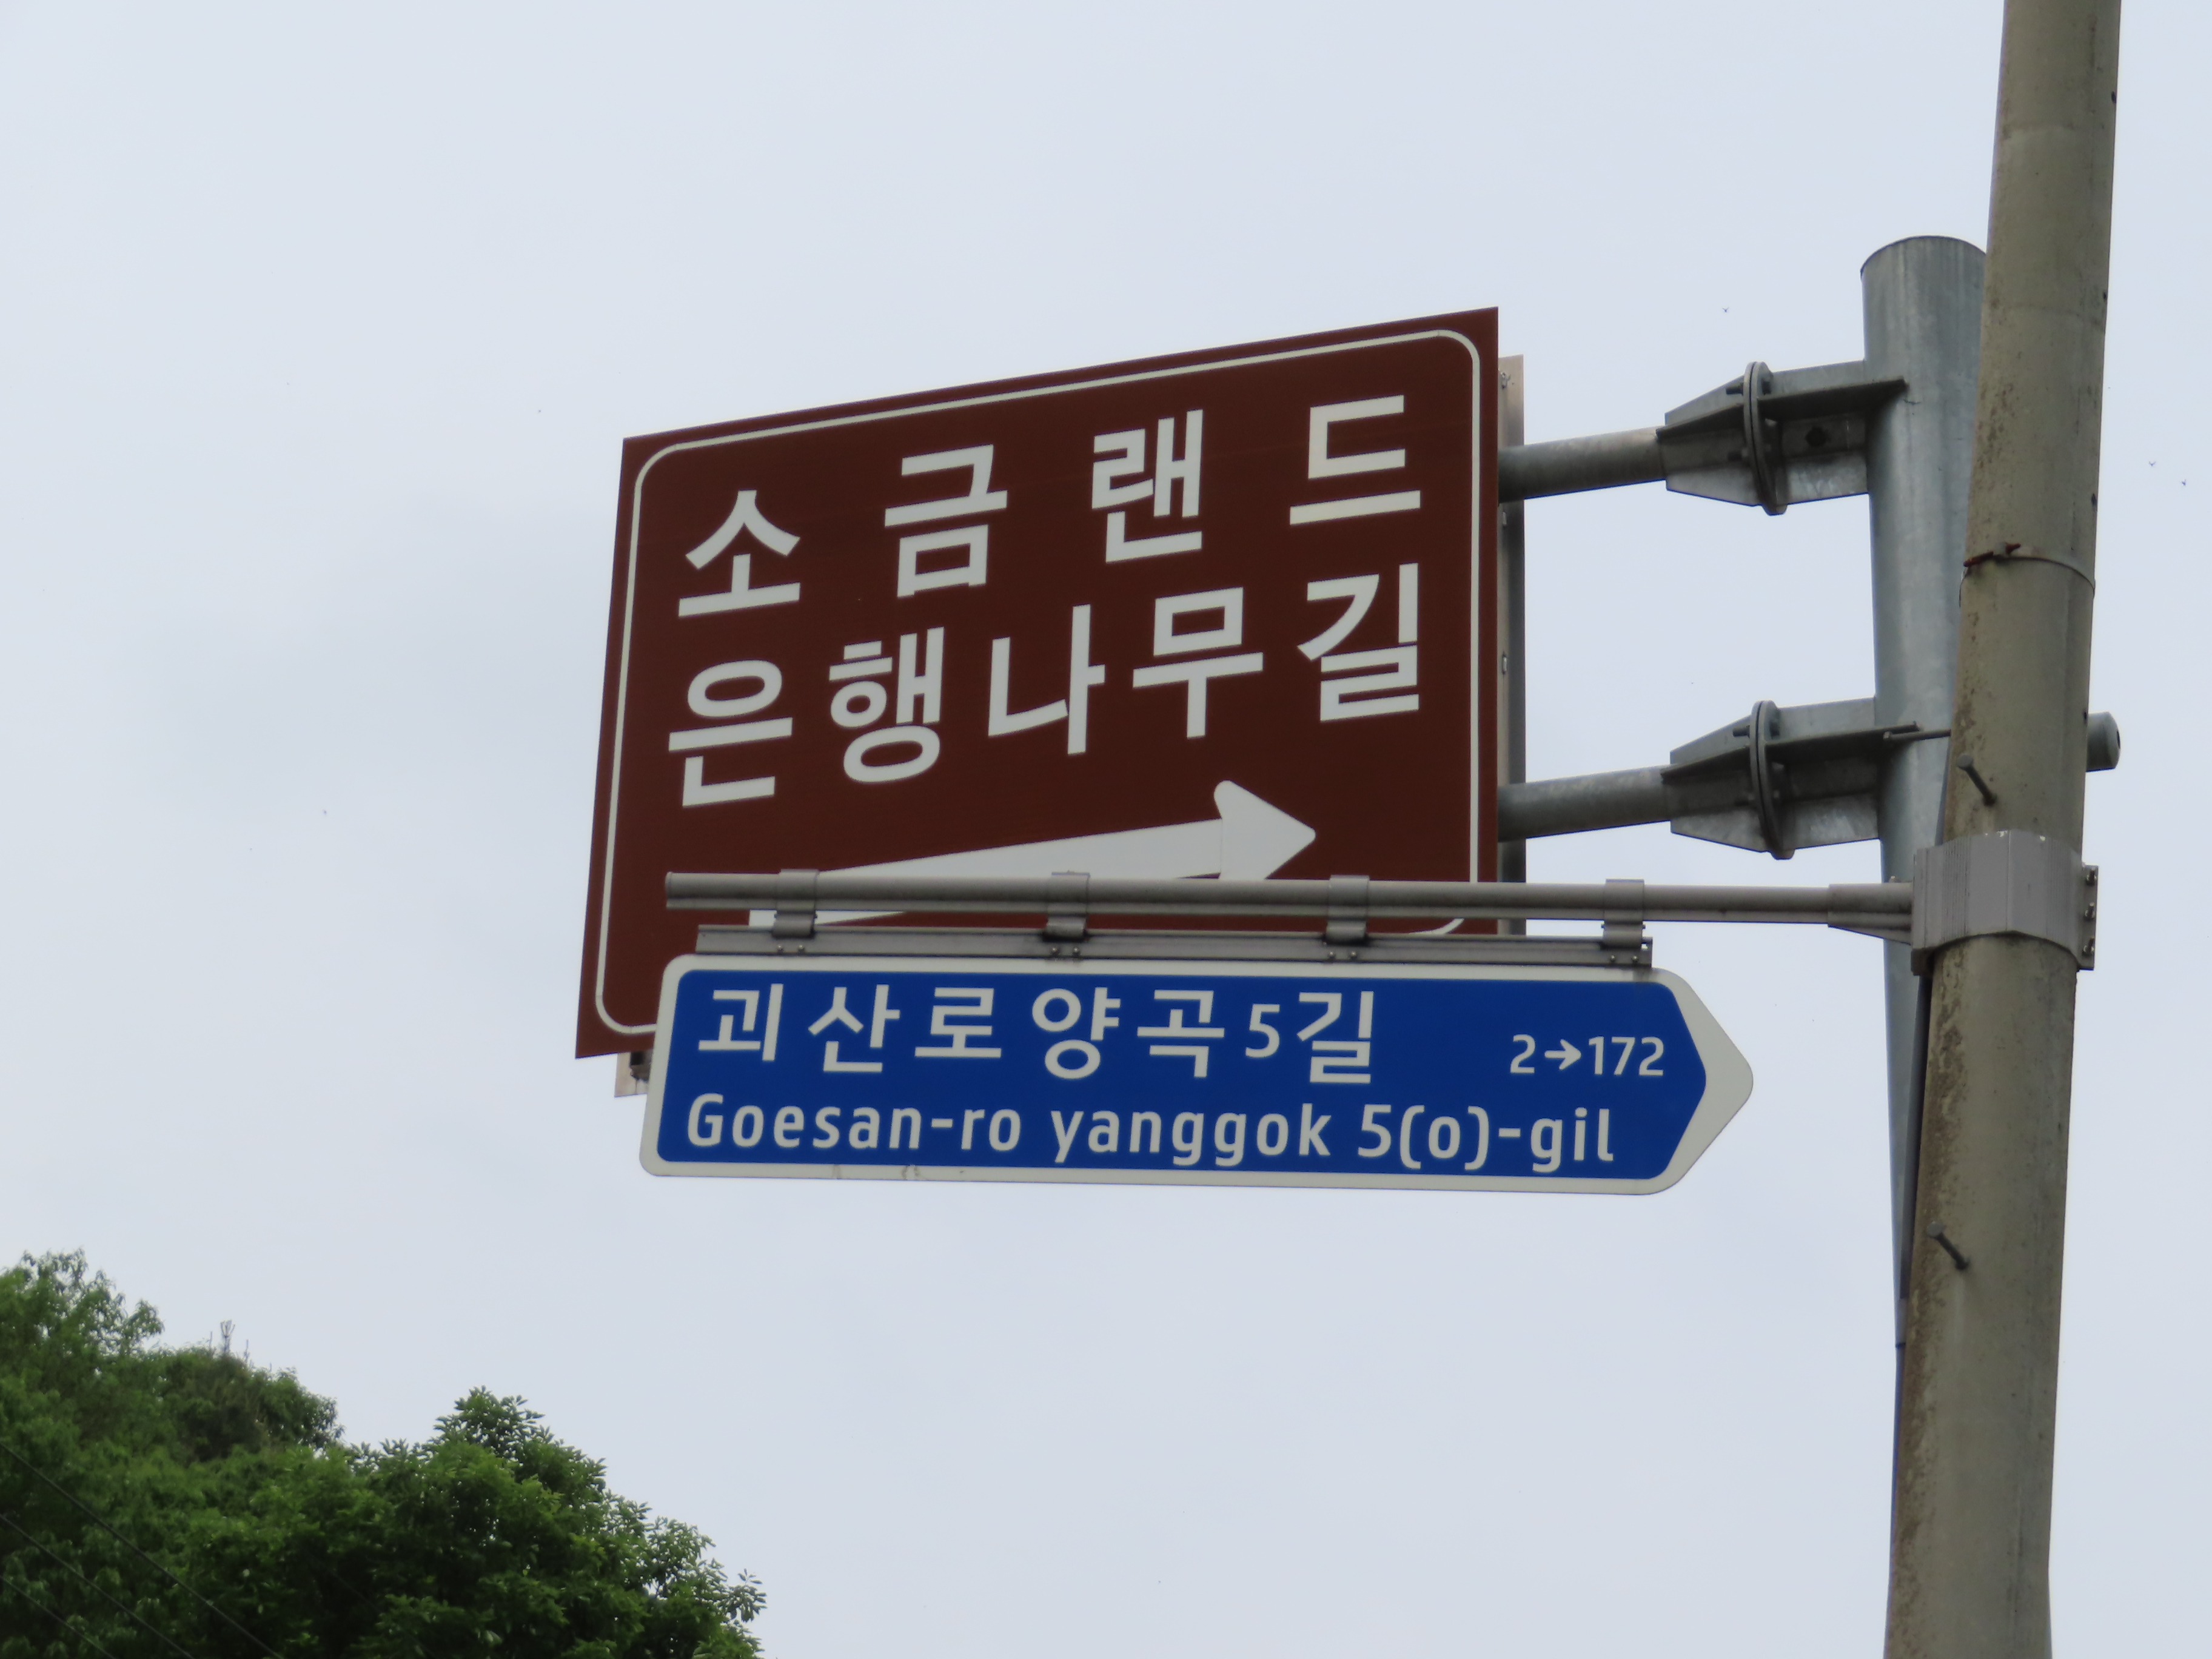 소금랜드
은행나무길
괴산로양곡5길 2→172
Goesan-ro yanggok 5(o)-gil